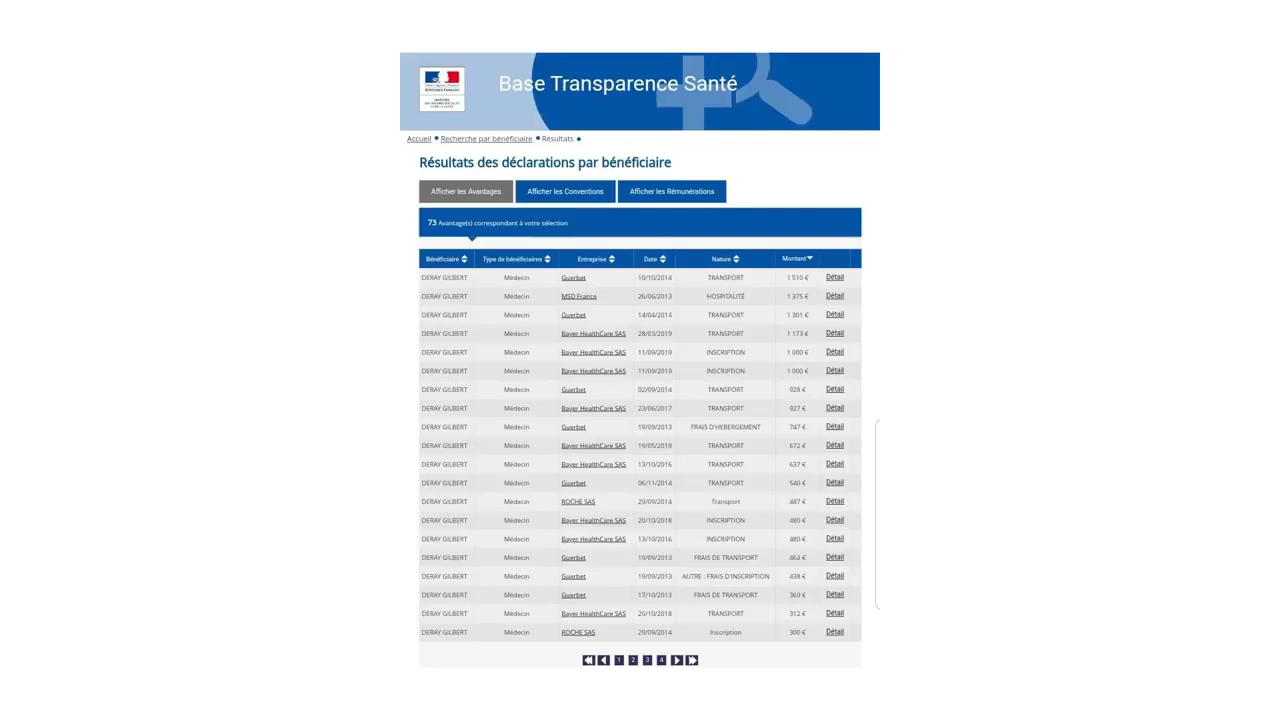 RÉPUBLIQUE FRANÇAISE
Base Transparence Santé
Accueil Recherche par bénéficiaire Résultats
Résultats des déclarations par bénéficiaire
Afficher les Avantages Afficher les Conventions Afficher les Rémunérations
73 Avantage(s) correspondant à votre sélection
Bénéficiaire Type de bénéficiaires Entreprise Date Nature Montant
DERAY GILBERT Médecin Guerbet 10/10/2014 TRANSPORT 1 510 € Détail
DERAY GILBERT Médecin MSD France 26/06/2013 HOSPITALITÉ 1 375 € Détail
DERAY GILBERT Médecin Guerbet 14/04/2014 TRANSPORT 1 301 € Détail
DERAY GILBERT Médecin Bayer HealthCare SAS 28/03/2019 TRANSPORT 1 173 € Détail
DERAY GILBERT Médecin Bayer HealthCare SAS 11/09/2019 INSCRIPTION 1 000 € Détail
DERAY GILBERT Médecin Bayer HealthCare SAS 11/09/2019 INSCRIPTION 1 000 € Détail
DERAY GILBERT Médecin Guerbet 02/09/2014 TRANSPORT 928 € Détail
DERAY GILBERT Médecin Bayer HealthCare SAS 23/06/2017 TRANSPORT 927 € Détail
DERAY GILBERT Médecin Guerbet 19/09/2013 FRAIS D'HEBERGEMENT 747 € Détail
DERAY GILBERT Médecin Bayer HealthCare SAS 19/05/2019 TRANSPORT 672 € Détail
DERAY GILBERT Médecin Bayer HealthCare SAS 13/10/2016 TRANSPORT 637 € Détail
DERAY GILBERT Médecin Guerbet 06/11/2014 TRANSPORT 540 € Détail
DERAY GILBERT Médecin ROCHE SAS 29/09/2014 Transport 487 € Détail
DERAY GILBERT Médecin Bayer HealthCare SAS 20/10/2018 INSCRIPTION 480 € Détail
DERAY GILBERT Médecin Bayer HealthCare SAS 13/10/2016 INSCRIPTION 480 € Détail
DERAY GILBERT Médecin Guerbet 19/09/2013 FRAIS DE TRANSPORT 464 € Détail
DERAY GILBERT Médecin Guerbet 19/09/2013 AUTRE : FRAIS D'INSCRIPTION 438 € Détail
DERAY GILBERT Médecin Guerbet 17/10/2013 FRAIS DE TRANSPORT 369 € Détail
DERAY GILBERT Médecin Bayer HealthCare SAS 20/10/2018 TRANSPORT 312 € Détail
DERAY GILBERT Médecin ROCHE SAS 29/09/2014 Inscription 300 € Détail
1 2 3 4